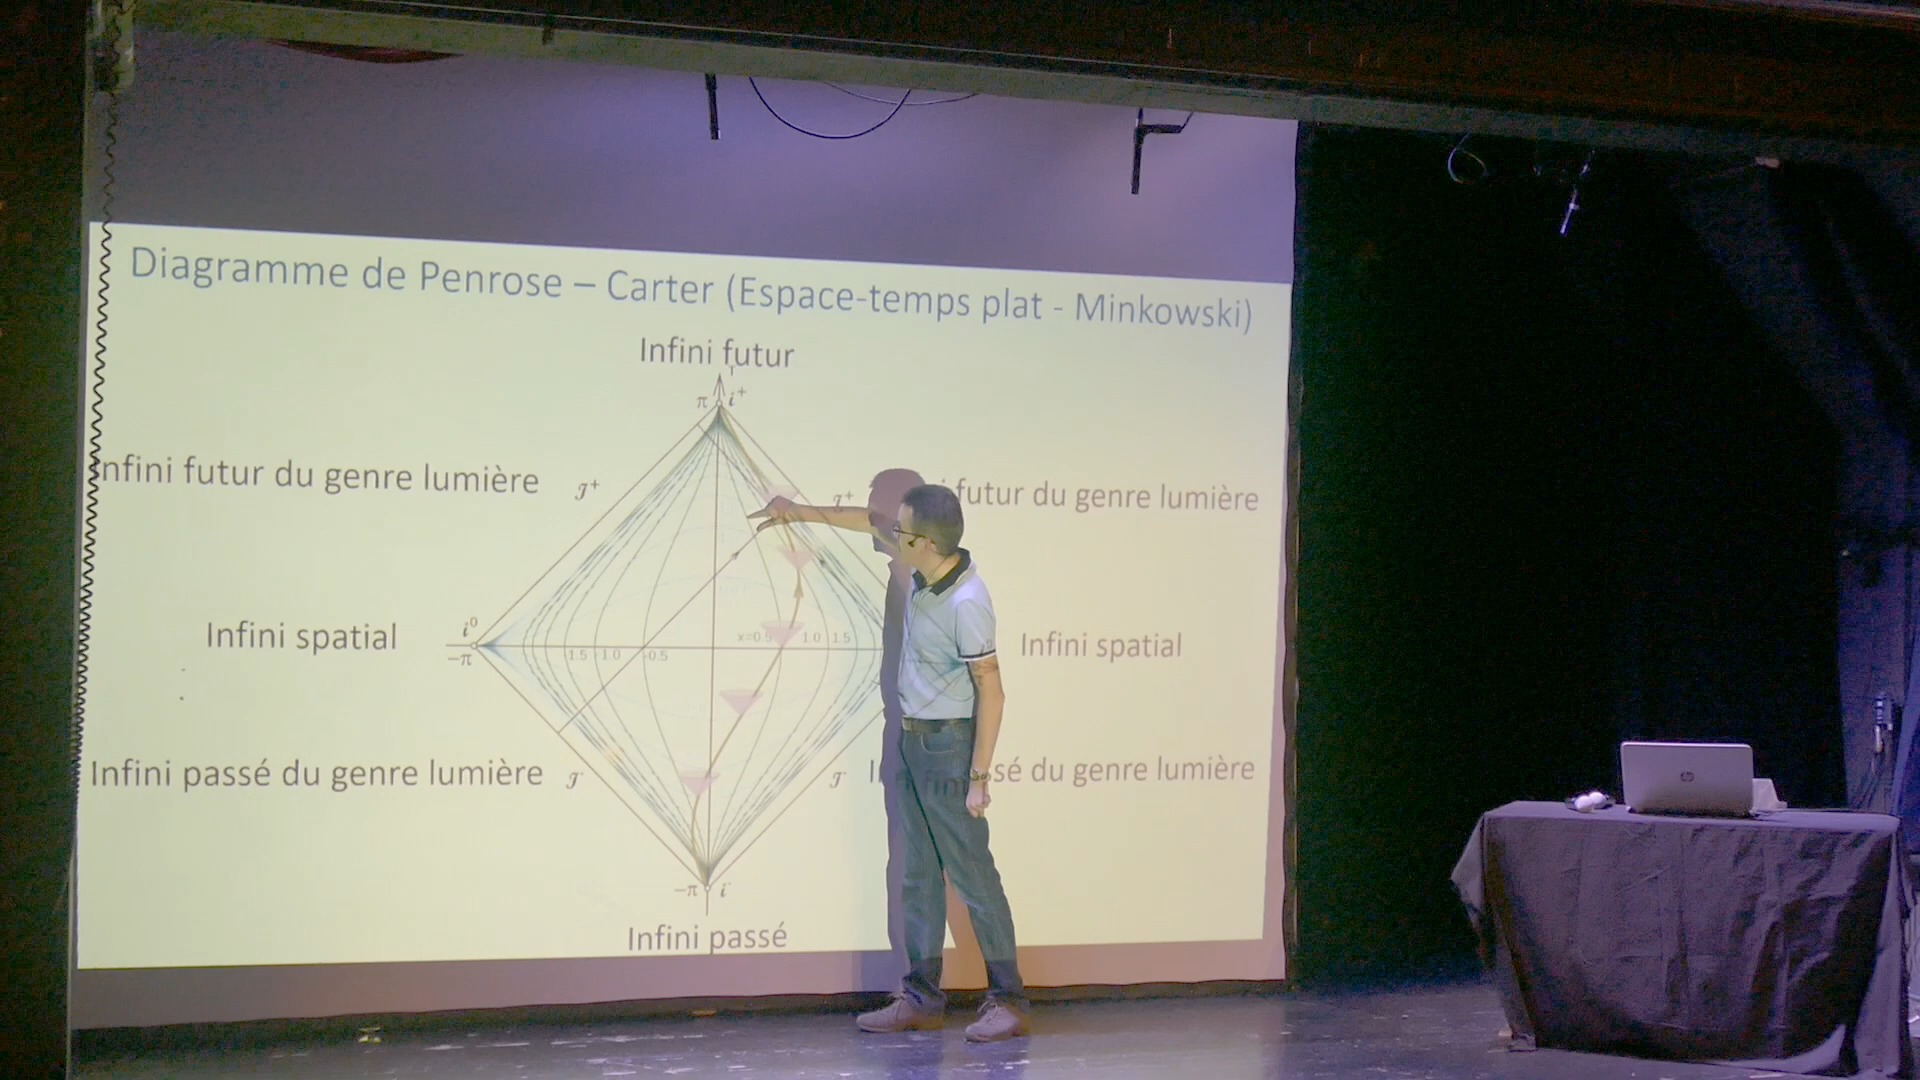 Diagramme de Penrose – Carter (Espace-temps plat - Minkowski)
Infini futur
π i⁺
Infini futur du genre lumière 𝒥⁺
𝒥⁺ futur du genre lumière
i⁰
Infini spatial
-π
1.5 -1.0 -0.5
x=0.5 1.0 1.5
Infini spatial
Infini passé du genre lumière 𝒥⁻
𝒥⁻ du genre lumière
-π i⁻
Infini passé
hp